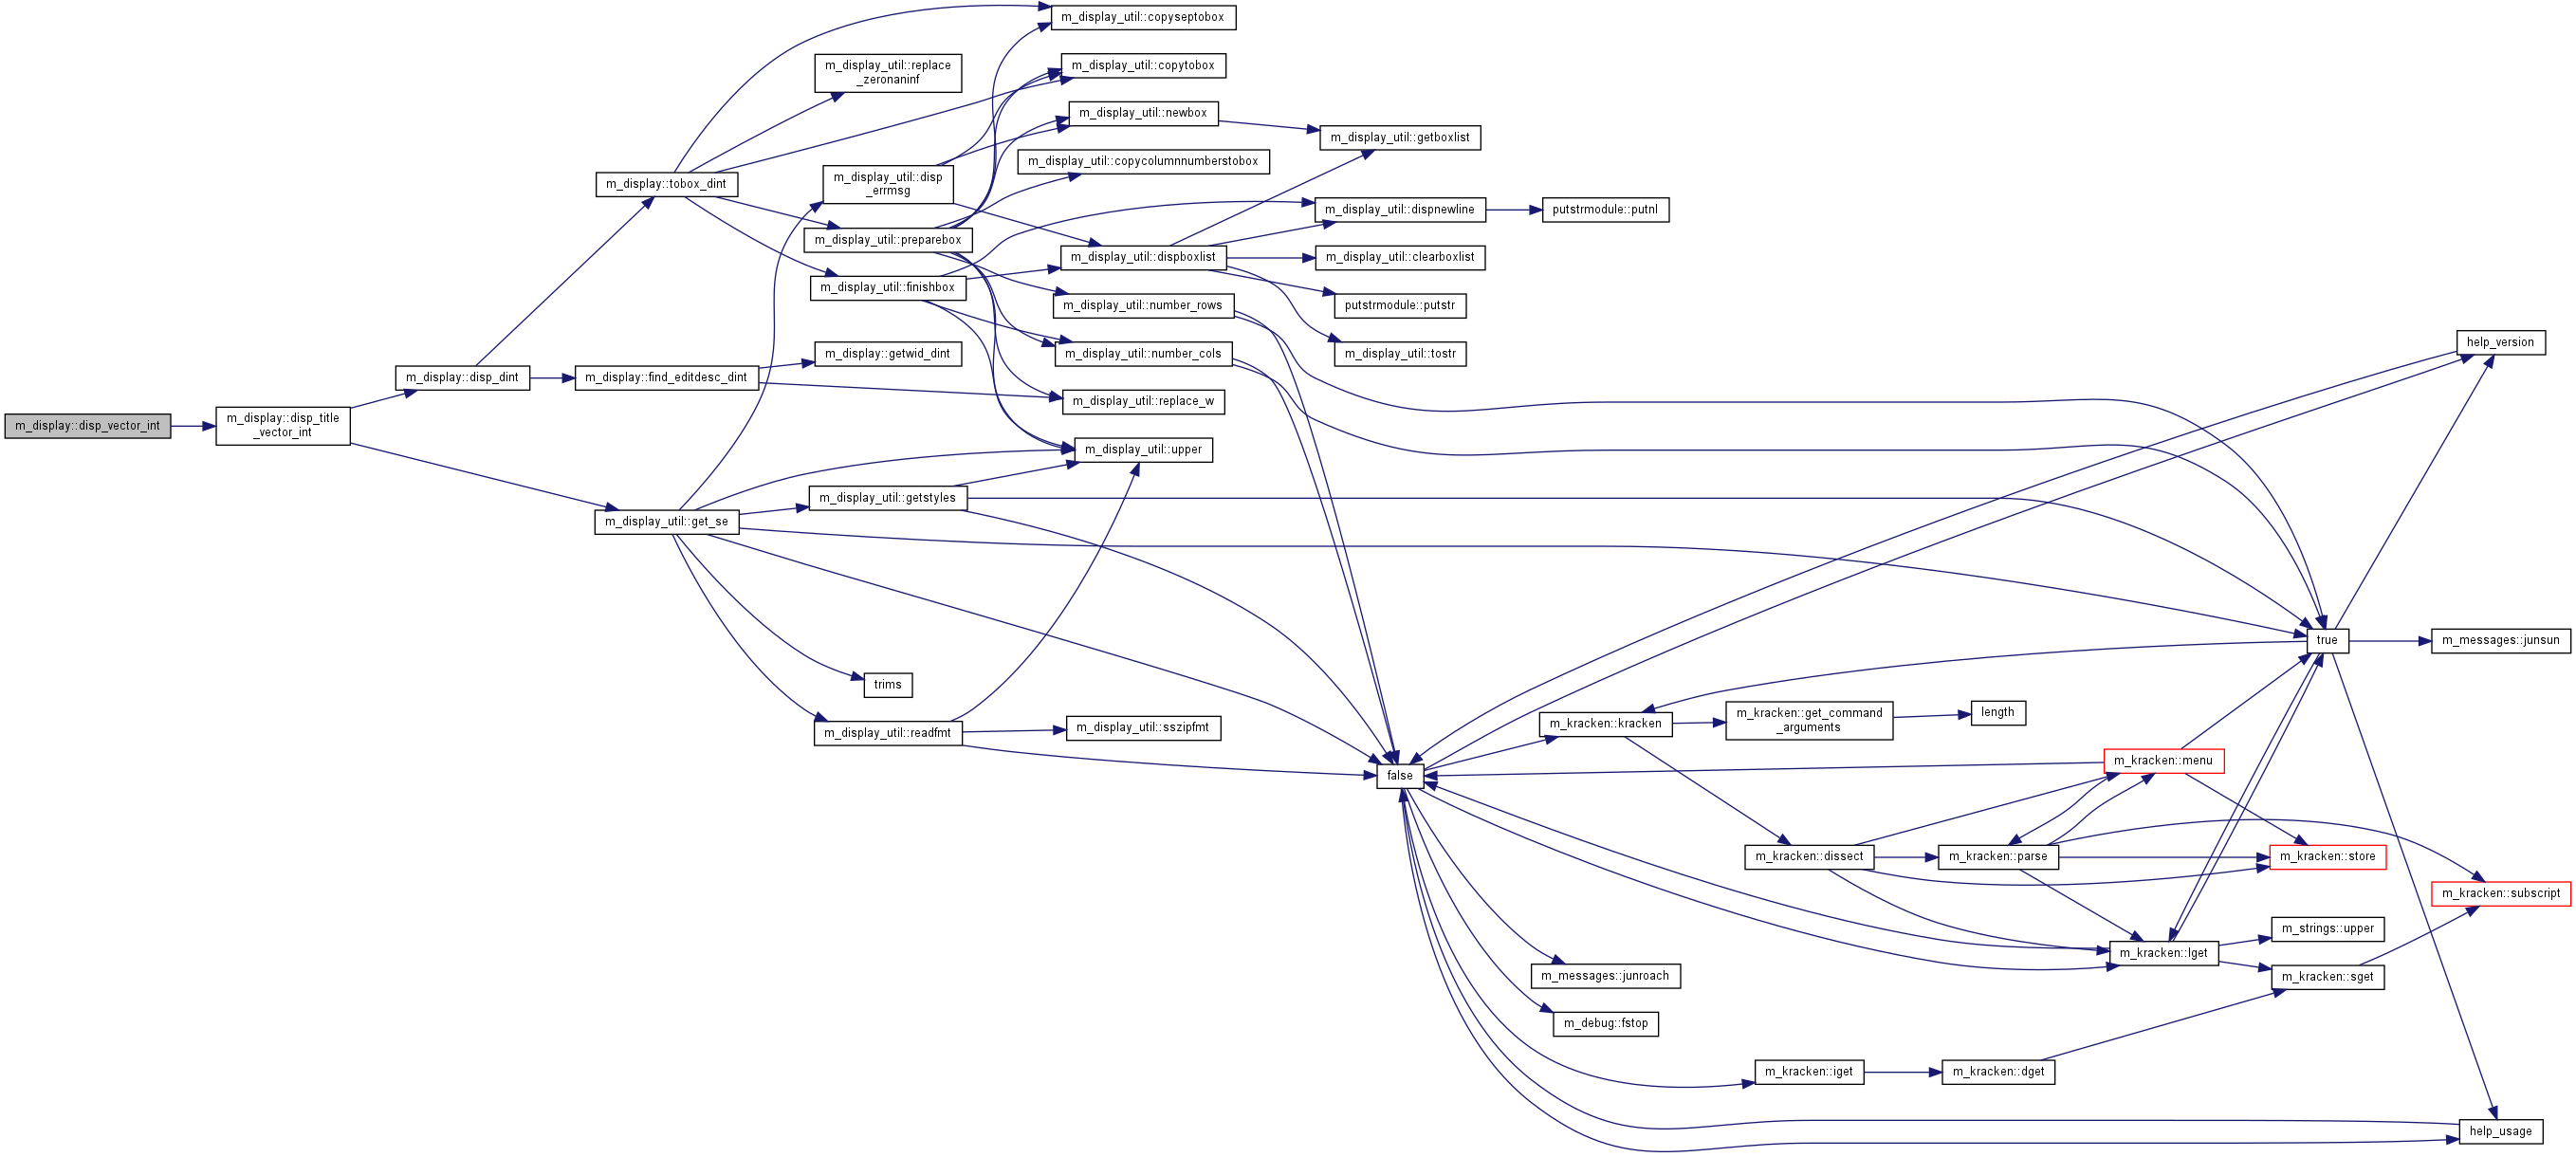 m_display::disp_vector_int
m_display::disp_title
_vector_int
m_display::disp_dint
m_display_util::get_se
m_display::tobox_dint
m_display::find_editdesc_dint
m_display_util::replace
_zeronaninf
m_display_util::disp
_errmsg
m_display_util::preparebox
m_display_util::finishbox
m_display::getwid_dint
m_display_util::getstyles
trims
m_display_util::readfmt
m_display_util::copyseptobox
m_display_util::copytobox
m_display_util::newbox
m_display_util::copycolumnnumberstobox
m_display_util::dispboxlist
m_display_util::number_rows
m_display_util::number_cols
m_display_util::replace_w
m_display_util::upper
m_display_util::sszipfmt
m_display_util::getboxlist
m_display_util::dispnewline
m_display_util::clearboxlist
putstrmodule::putstr
m_display_util::tostr
putstrmodule::putnl
false
m_kracken::kracken
m_messages::junroach
m_debug::fstop
m_kracken::get_command
_arguments
m_kracken::dissect
m_kracken::iget
length
m_kracken::parse
m_kracken::dget
m_kracken::menu
m_kracken::lget
help_version
true
m_messages::junsun
m_kracken::store
m_kracken::subscript
m_strings::upper
m_kracken::sget
help_usage